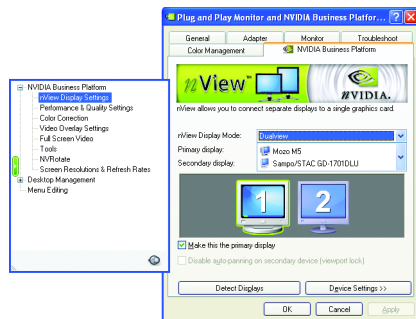 Plug and Play Monitor and NVIDIA Business Platfor...
General Adapter Monitor Troubleshoot
Color Management NVIDIA Business Platform
nView
NVIDIA.
nView allows you to connect separate displays to a single graphics card.
nView Display Mode: Dualview
Primary display: Mozo M5
Secondary display: Sampo/STAC GD-1701DLU
1 2
Make this the primary display
Disable auto-panning on secondary device (viewport lock)
Detect Displays Device Settings >>
OK Cancel Apply
NVIDIA Business Platform
nView Display Settings
Performance & Quality Settings
Color Correction
Video Overlay Settings
Full Screen Video
Tools
NVRotate
Screen Resolutions & Refresh Rates
Desktop Management
Menu Editing